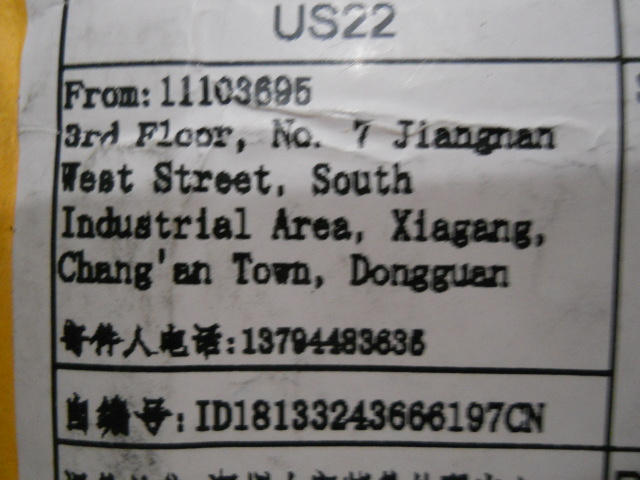 US22
From: 11103695
3rd Floor, No. 7 Jiangnan
West Street, South
Industrial Area, Xiagang,
Chang'an Town, Dongguan
寄件人电话:13794483635
自编号: ID18133243666197CN